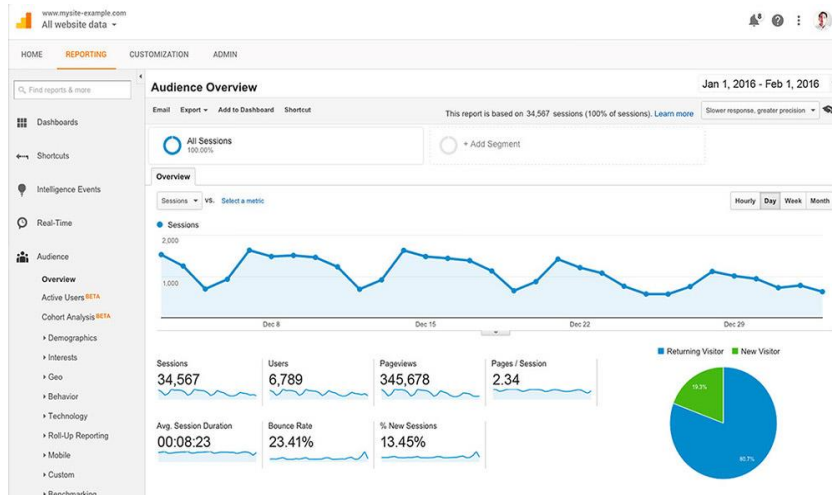 www.mysite-example.com
All website data
8
HOME REPORTING CUSTOMIZATION ADMIN
Find reports & more
Dashboards
Shortcuts
Intelligence Events
Real-Time
Audience
Overview
Active Users BETA
Cohort Analysis BETA
Demographics
Interests
Geo
Behavior
Technology
Roll-Up Reporting
Mobile
Custom
Benchmarking
Audience Overview
Jan 1, 2016 - Feb 1, 2016
Email Export Add to Dashboard Shortcut
This report is based on 34,567 sessions (100% of sessions). Learn more
Slower response, greater precision
All Sessions
100.00%
+ Add Segment
Overview
Sessions VS. Select a metric
Hourly Day Week Month
Sessions
2,000
1,000
Dec 8 Dec 15 Dec 22 Dec 29
Sessions Users Pageviews Pages / Session
34,567 6,789 345,678 2.34
Avg. Session Duration Bounce Rate % New Sessions
00:08:23 23.41% 13.45%
Returning Visitor New Visitor
19.3%
80.7%